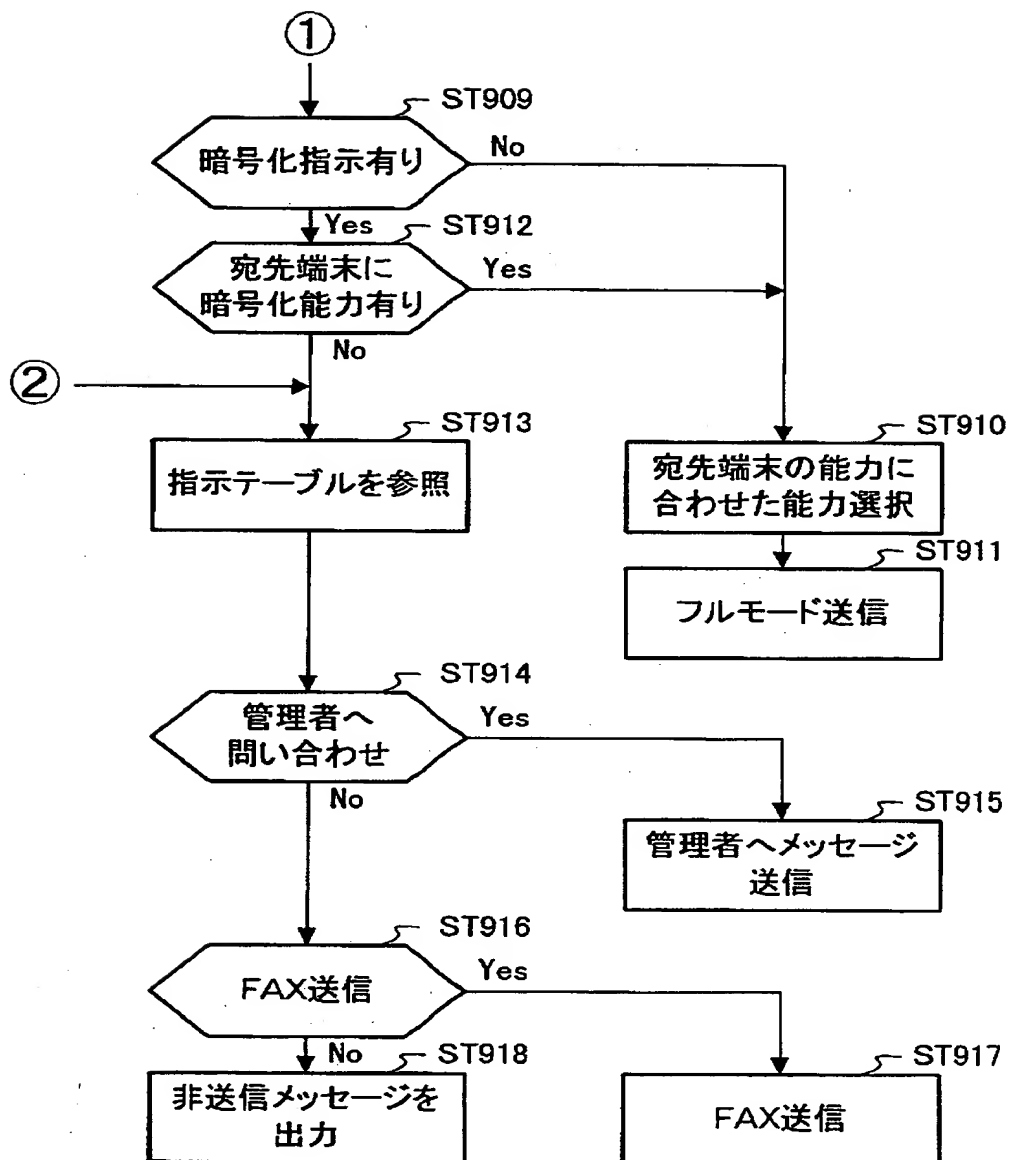 ①
ST909
暗号化指示有り
No
Yes
ST912
宛先端末に
暗号化能力有り
Yes
No
②
ST913
指示テーブルを参照
ST910
宛先端末の能力に
合わせた能力選択
ST911
フルモード送信
ST914
管理者へ
問い合わせ
Yes
No
ST915
管理者へメッセージ
送信
ST916
FAX送信
Yes
No
ST918
非送信メッセージを
出力
ST917
FAX送信